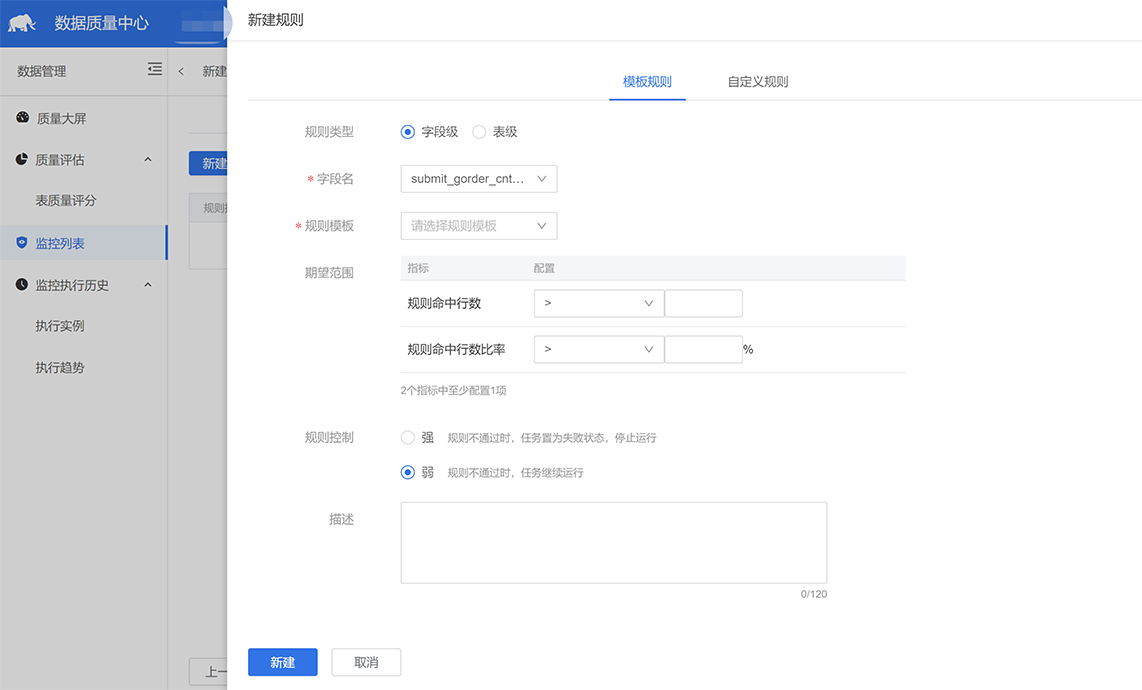 数据质量中心
新建规则
数据管理
新建
模板规则 自定义规则
质量大屏
质量评估
表质量评分
监控列表
监控执行历史
执行实例
执行趋势
新建
上一
规则类型 字段级 表级
* 字段名 submit_gorder_cnt...
* 规则模板 请选择规则模板
期望范围 指标 配置
规则命中行数 >
规则命中行数比率 > %
2个指标中至少配置1项
规则控制 强 规则不通过时，任务置为失败状态，停止运行
弱 规则不通过时，任务继续运行
描述
0/120
新建 取消